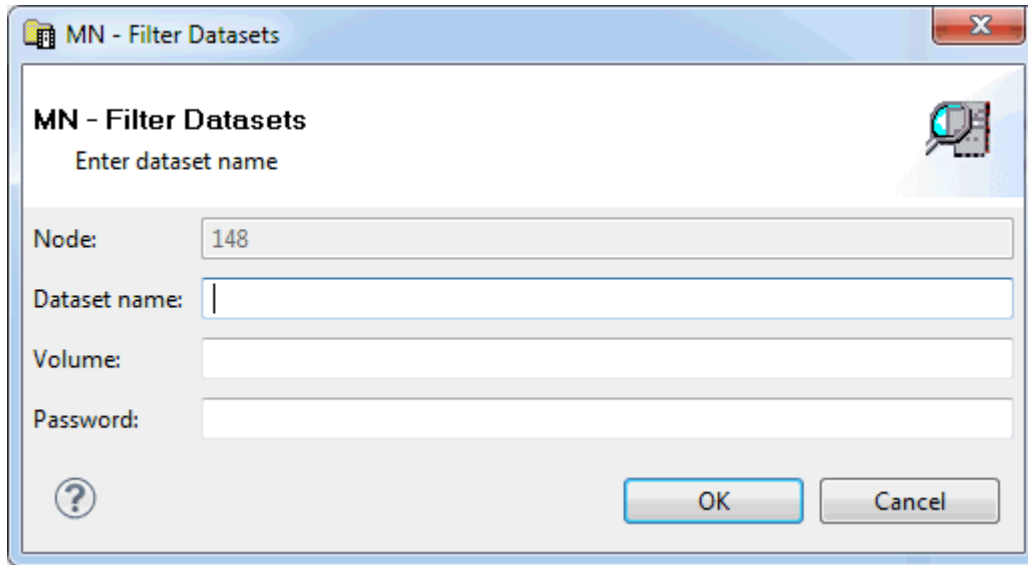 MN - Filter Datasets
MN - Filter Datasets
Enter dataset name
Node: 148
Dataset name:
Volume:
Password:
? OK Cancel